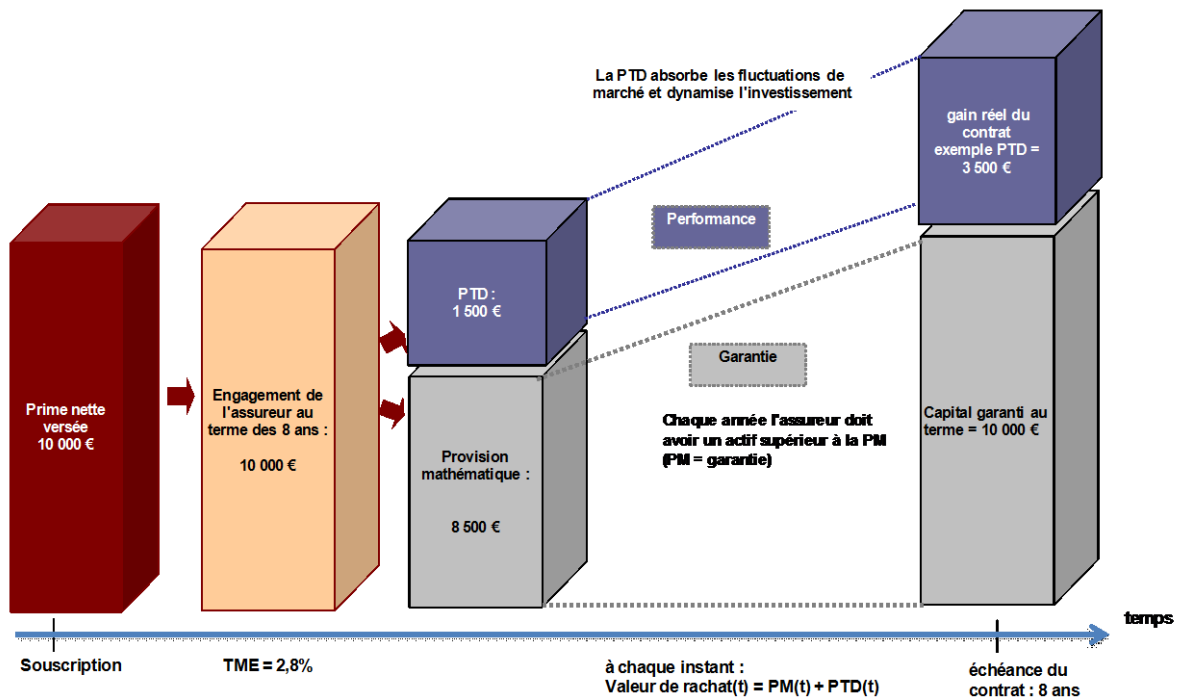 La PTD absorbe les fluctuations de
marché et dynamise l'investissement
gain réel du
contrat
exemple PTD =
3 500 €
Performance
PTD :
1 500 €
Garantie
Prime nette
versée
10 000 €
Engagement de
l'assureur au
terme des 8 ans :
10 000 €
Provision
mathématique :
8 500 €
Chaque année l'assureur doit
avoir un actif supérieur à la PM
(PM = garantie)
Capital garanti au
terme = 10 000 €
temps
Souscription
TME = 2,8%
à chaque instant :
Valeur de rachat(t) = PM(t) + PTD(t)
échéance du
contrat : 8 ans